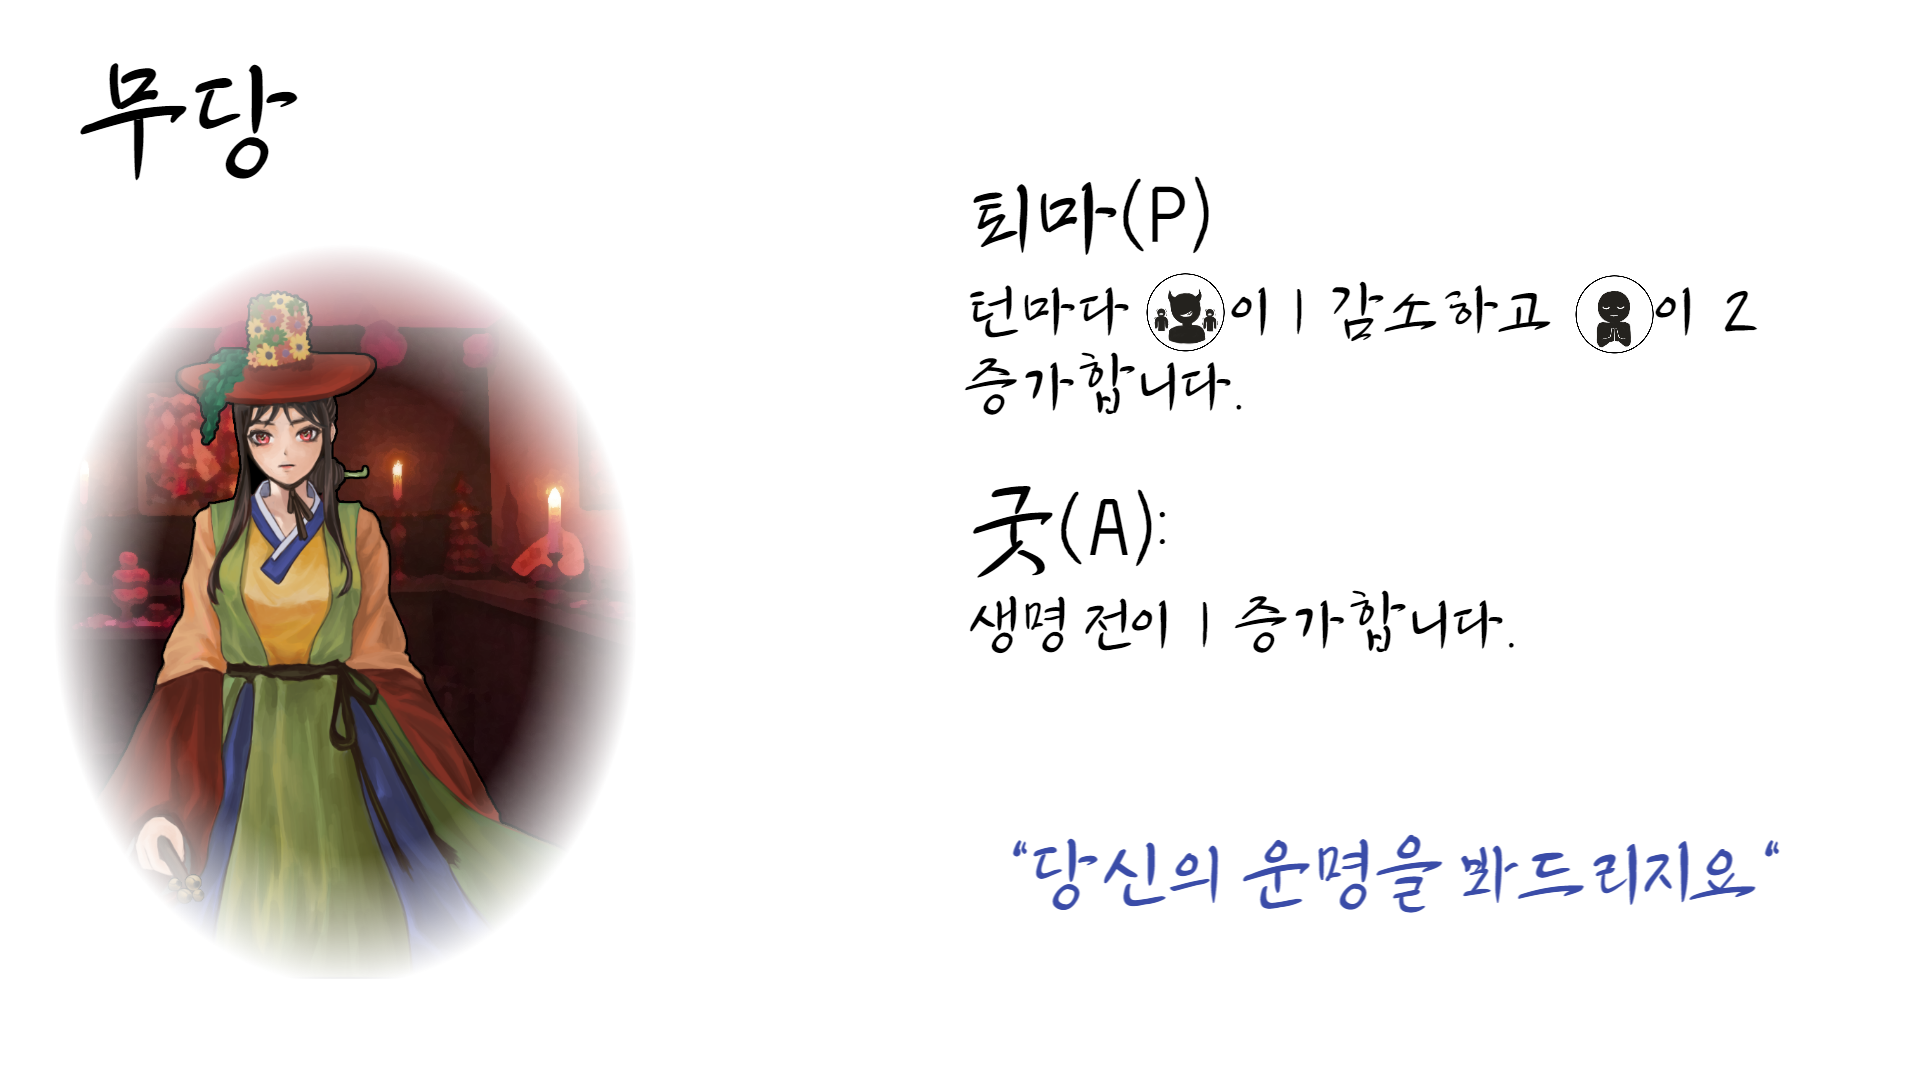 무당
퇴마(P)
턴마다 이 1 감소하고 이 2
증가합니다.
굿(A):
생명 전이 1 증가합니다.
“당신의 운명을 봐드리지요“